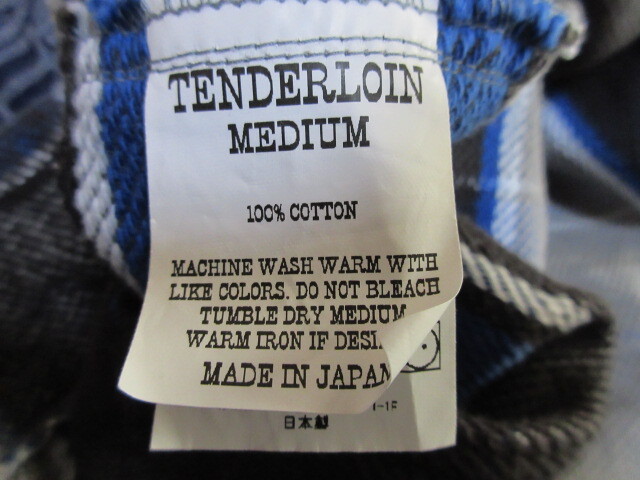 TENDERLOIN
MEDIUM
100% COTTON
MACHINE WASH WARM WITH
LIKE COLORS. DO NOT BLEACH
TUMBLE DRY MEDIUM
WARM IRON IF
MADE IN JAPAN
日本製